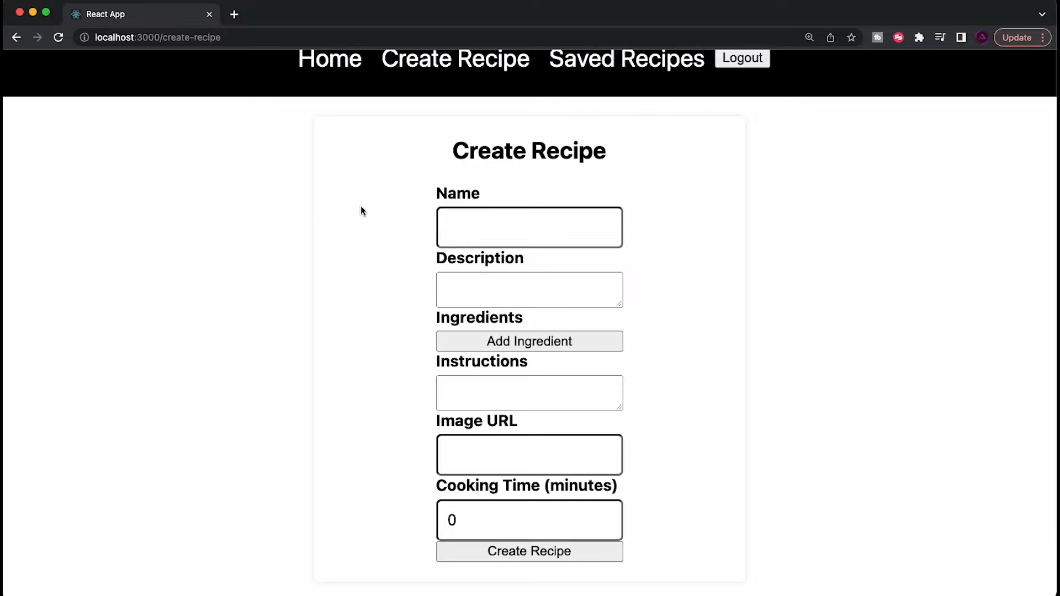 React App
localhost:3000/create-recipe
Update
Home Create Recipe Saved Recipes Logout
Create Recipe
Name
Description
Ingredients
Add Ingredient
Instructions
Image URL
Cooking Time (minutes)
0
Create Recipe